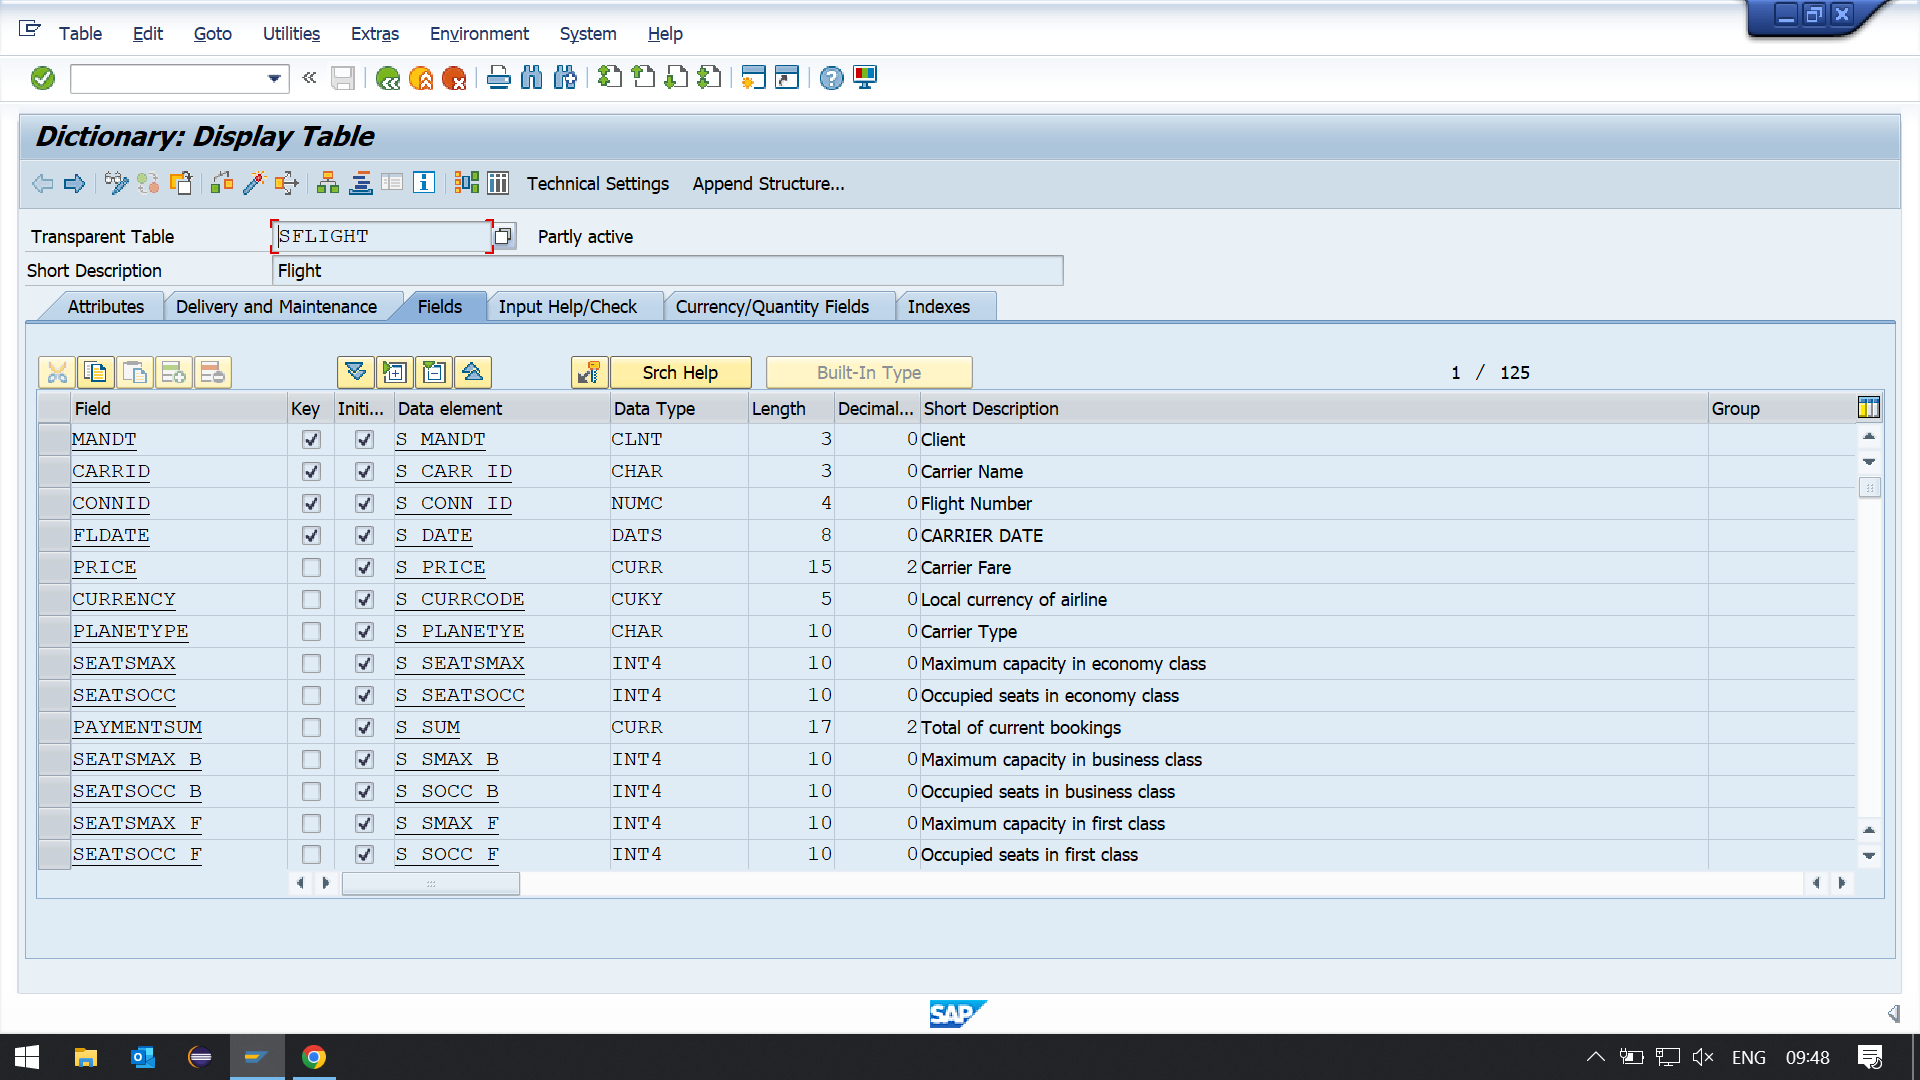 Table Edit Goto Utilities Extras Environment System Help
Dictionary: Display Table
Technical Settings Append Structure...
Transparent Table SFLIGHT Partly active
Short Description Flight
Attributes Delivery and Maintenance Fields Input Help/Check Currency/Quantity Fields Indexes
Srch Help Built-In Type 1 / 125
Field Key Initi... Data element Data Type Length Decimal... Short Description Group
MANDT S_MANDT CLNT 3 0 Client
CARRID S_CARR_ID CHAR 3 0 Carrier Name
CONNID S_CONN_ID NUMC 4 0 Flight Number
FLDATE S_DATE DATS 8 0 CARRIER DATE
PRICE S_PRICE CURR 15 2 Carrier Fare
CURRENCY S_CURRCODE CUKY 5 0 Local currency of airline
PLANETYPE S_PLANETYE CHAR 10 0 Carrier Type
SEATSMAX S_SEATSMAX INT4 10 0 Maximum capacity in economy class
SEATSOCC S_SEATSOCC INT4 10 0 Occupied seats in economy class
PAYMENTSUM S_SUM CURR 17 2 Total of current bookings
SEATSMAX_B S_SMAX_B INT4 10 0 Maximum capacity in business class
SEATSOCC_B S_SOCC_B INT4 10 0 Occupied seats in business class
SEATSMAX_F S_SMAX_F INT4 10 0 Maximum capacity in first class
SEATSOCC_F S_SOCC_F INT4 10 0 Occupied seats in first class
SAP
ENG 09:48